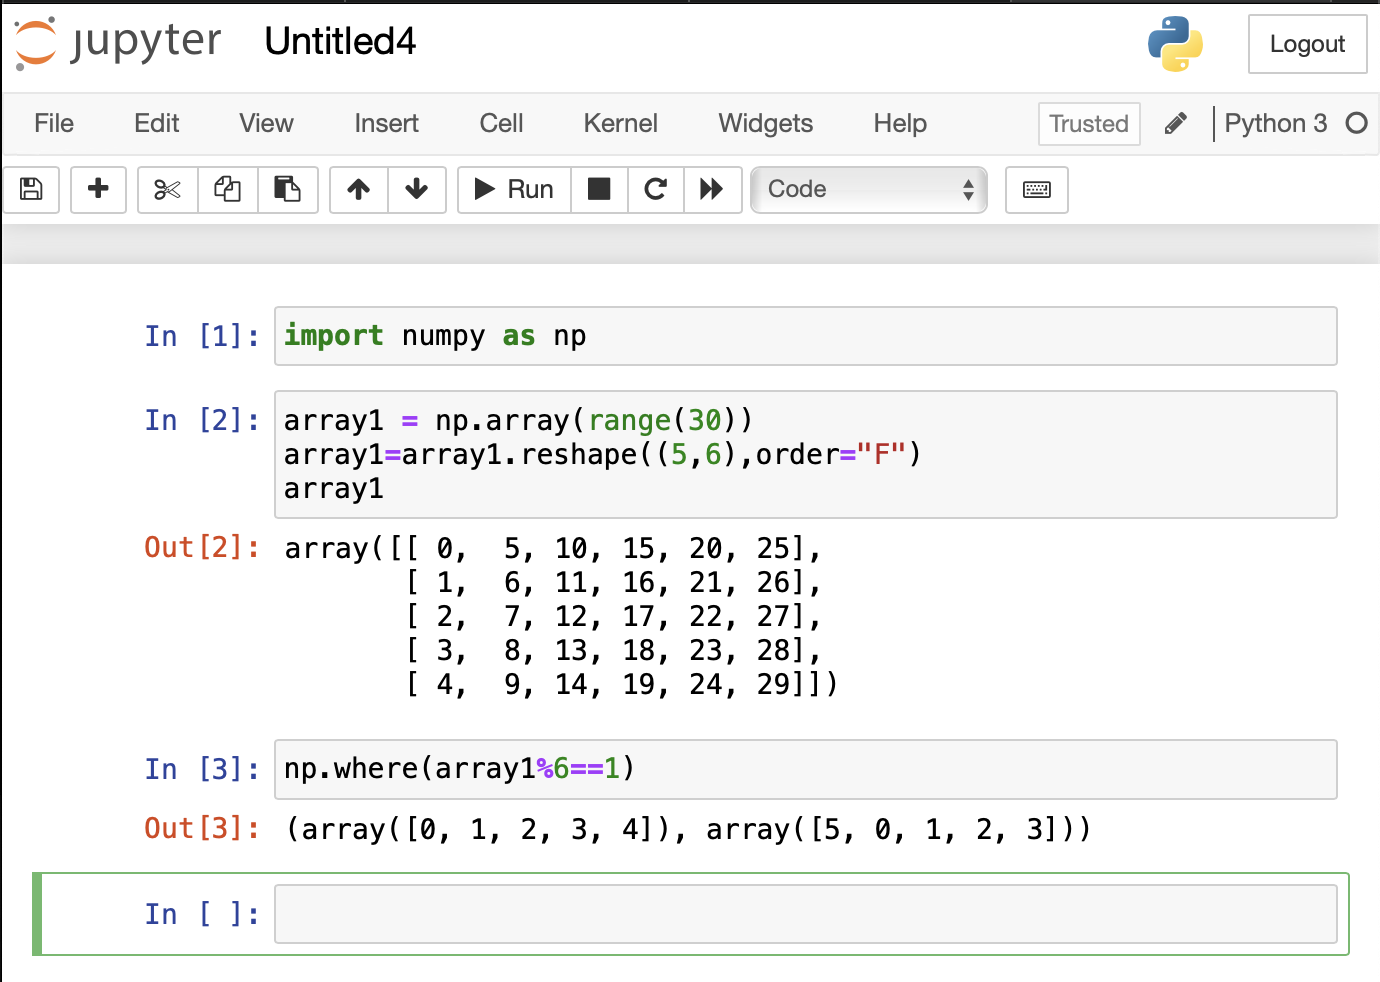 jupyter Untitled4 Logout
File Edit View Insert Cell Kernel Widgets Help Trusted Python 3
Run Code
In [1]: import numpy as np
In [2]: array1 = np.array(range(30))
array1=array1.reshape((5,6),order="F")
array1
Out[2]: array([[ 0,  5, 10, 15, 20, 25],
[ 1,  6, 11, 16, 21, 26],
[ 2,  7, 12, 17, 22, 27],
[ 3,  8, 13, 18, 23, 28],
[ 4,  9, 14, 19, 24, 29]])
In [3]: np.where(array1%6==1)
Out[3]: (array([0, 1, 2, 3, 4]), array([5, 0, 1, 2, 3]))
In [ ]: